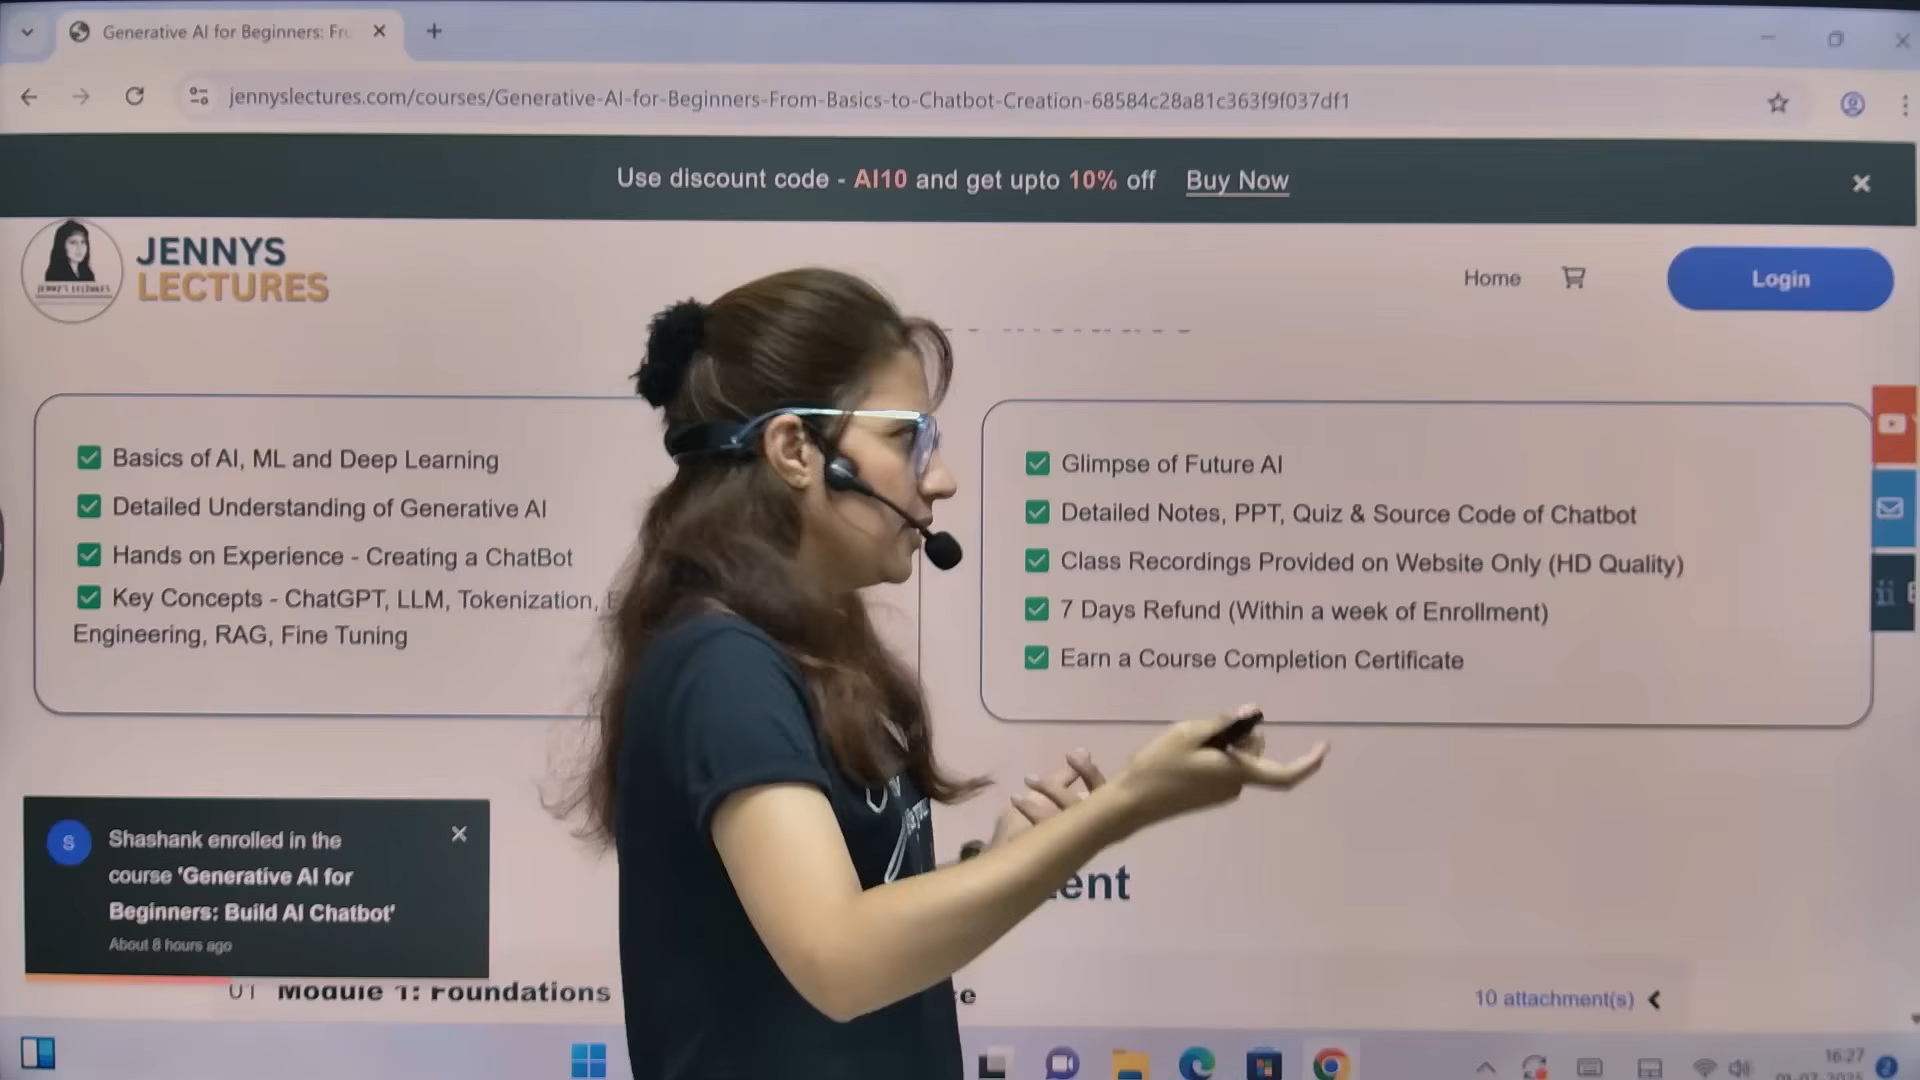 Generative AI for Beginners: Fr
jennyslectures.com/courses/Generative-AI-for-Beginners-From-Basics-to-Chatbot-Creation-68584c28a81c363f9f037df1
Use discount code - AI10 and get upto 10% off Buy Now
JENNYS
LECTURES
Home
Login
Basics of AI, ML and Deep Learning
Detailed Understanding of Generative AI
Hands on Experience - Creating a ChatBot
Key Concepts - ChatGPT, LLM, Tokenization,
Engineering, RAG, Fine Tuning
Glimpse of Future AI
Detailed Notes, PPT, Quiz & Source Code of Chatbot
Class Recordings Provided on Website Only (HD Quality)
7 Days Refund (Within a week of Enrollment)
Earn a Course Completion Certificate
ent
Shashank enrolled in the
course 'Generative AI for
Beginners: Build AI Chatbot'
About 8 hours ago
01 Module 1: Foundations
10 attachment(s)
16:27